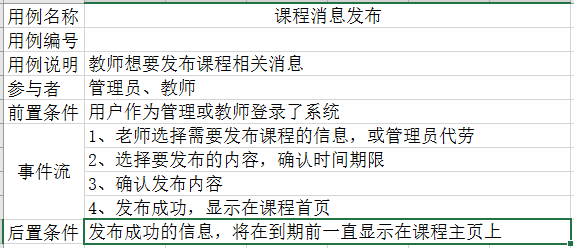 用例名称 课程消息发布
用例编号
用例说明 教师想要发布课程相关消息
参与者 管理员、教师
前置条件 用户作为管理或教师登录了系统
事件流 1、老师选择需要发布课程的信息，或管理员代劳
2、选择要发布的内容，确认时间期限
3、确认发布内容
4、发布成功，显示在课程首页
后置条件 发布成功的信息，将在到期前一直显示在课程主页上